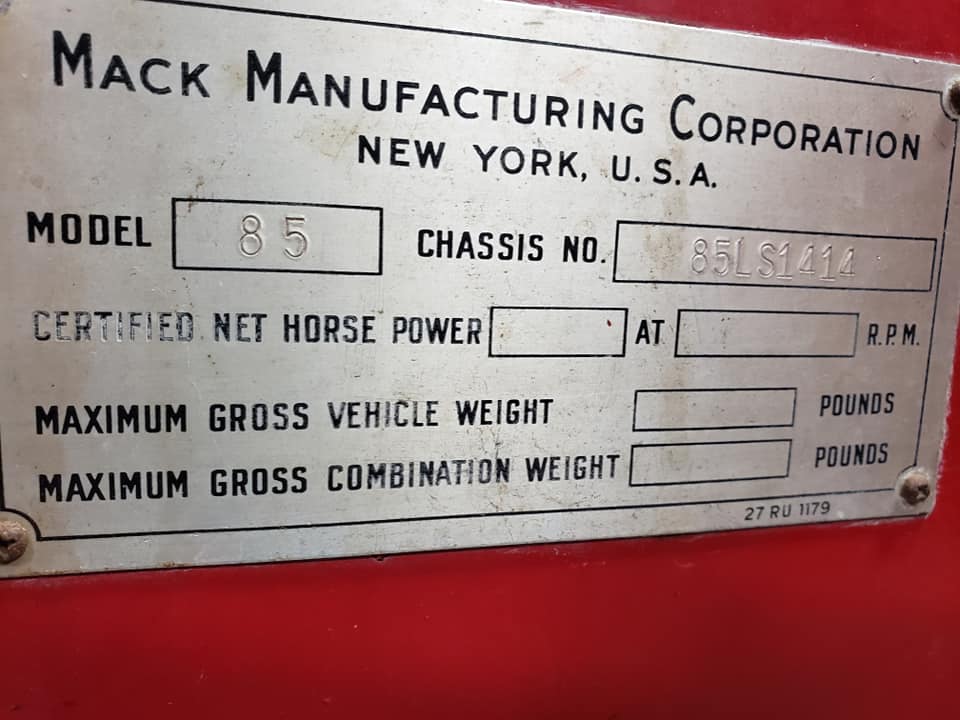 MACK MANUFACTURING CORPORATION
NEW YORK, U. S. A.
MODEL 85 CHASSIS NO. 85LS1414
CERTIFIED NET HORSE POWER AT R.P.M.
MAXIMUM GROSS VEHICLE WEIGHT POUNDS
MAXIMUM GROSS COMBINATION WEIGHT POUNDS
27 RU 1179